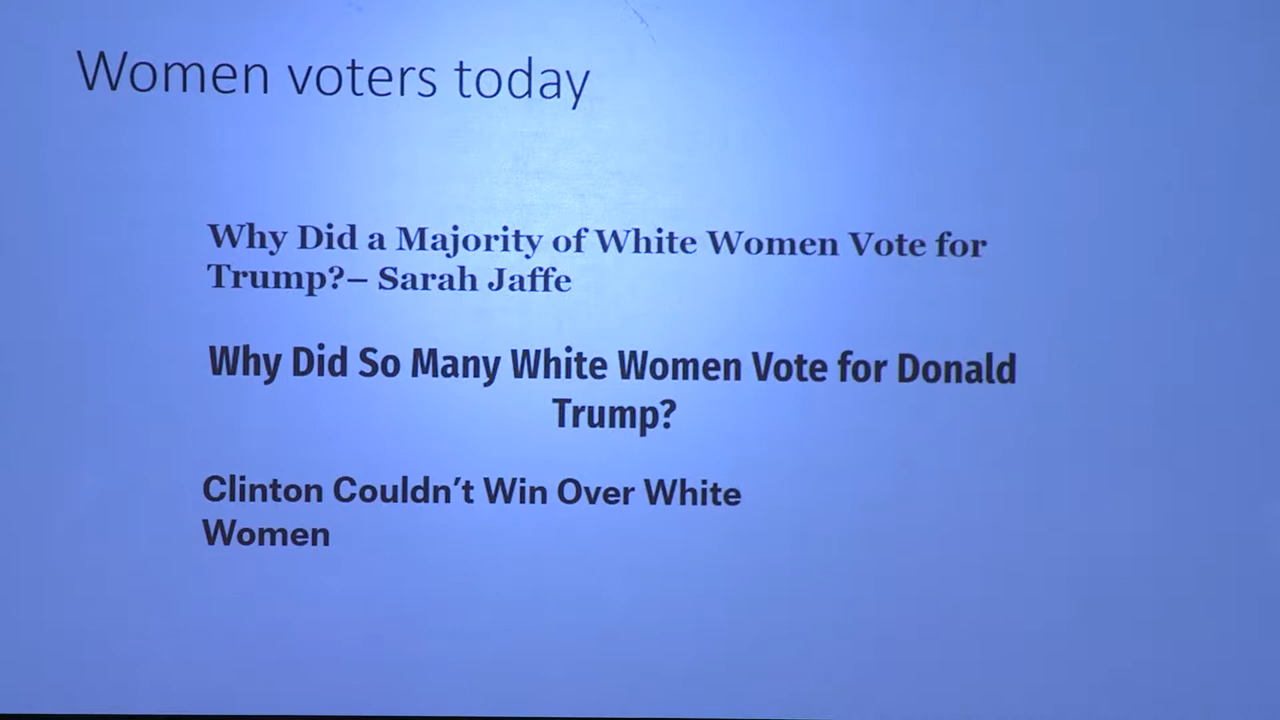 Women voters today
Why Did a Majority of White Women Vote for
Trump?– Sarah Jaffe
Why Did So Many White Women Vote for Donald
Trump?
Clinton Couldn’t Win Over White
Women